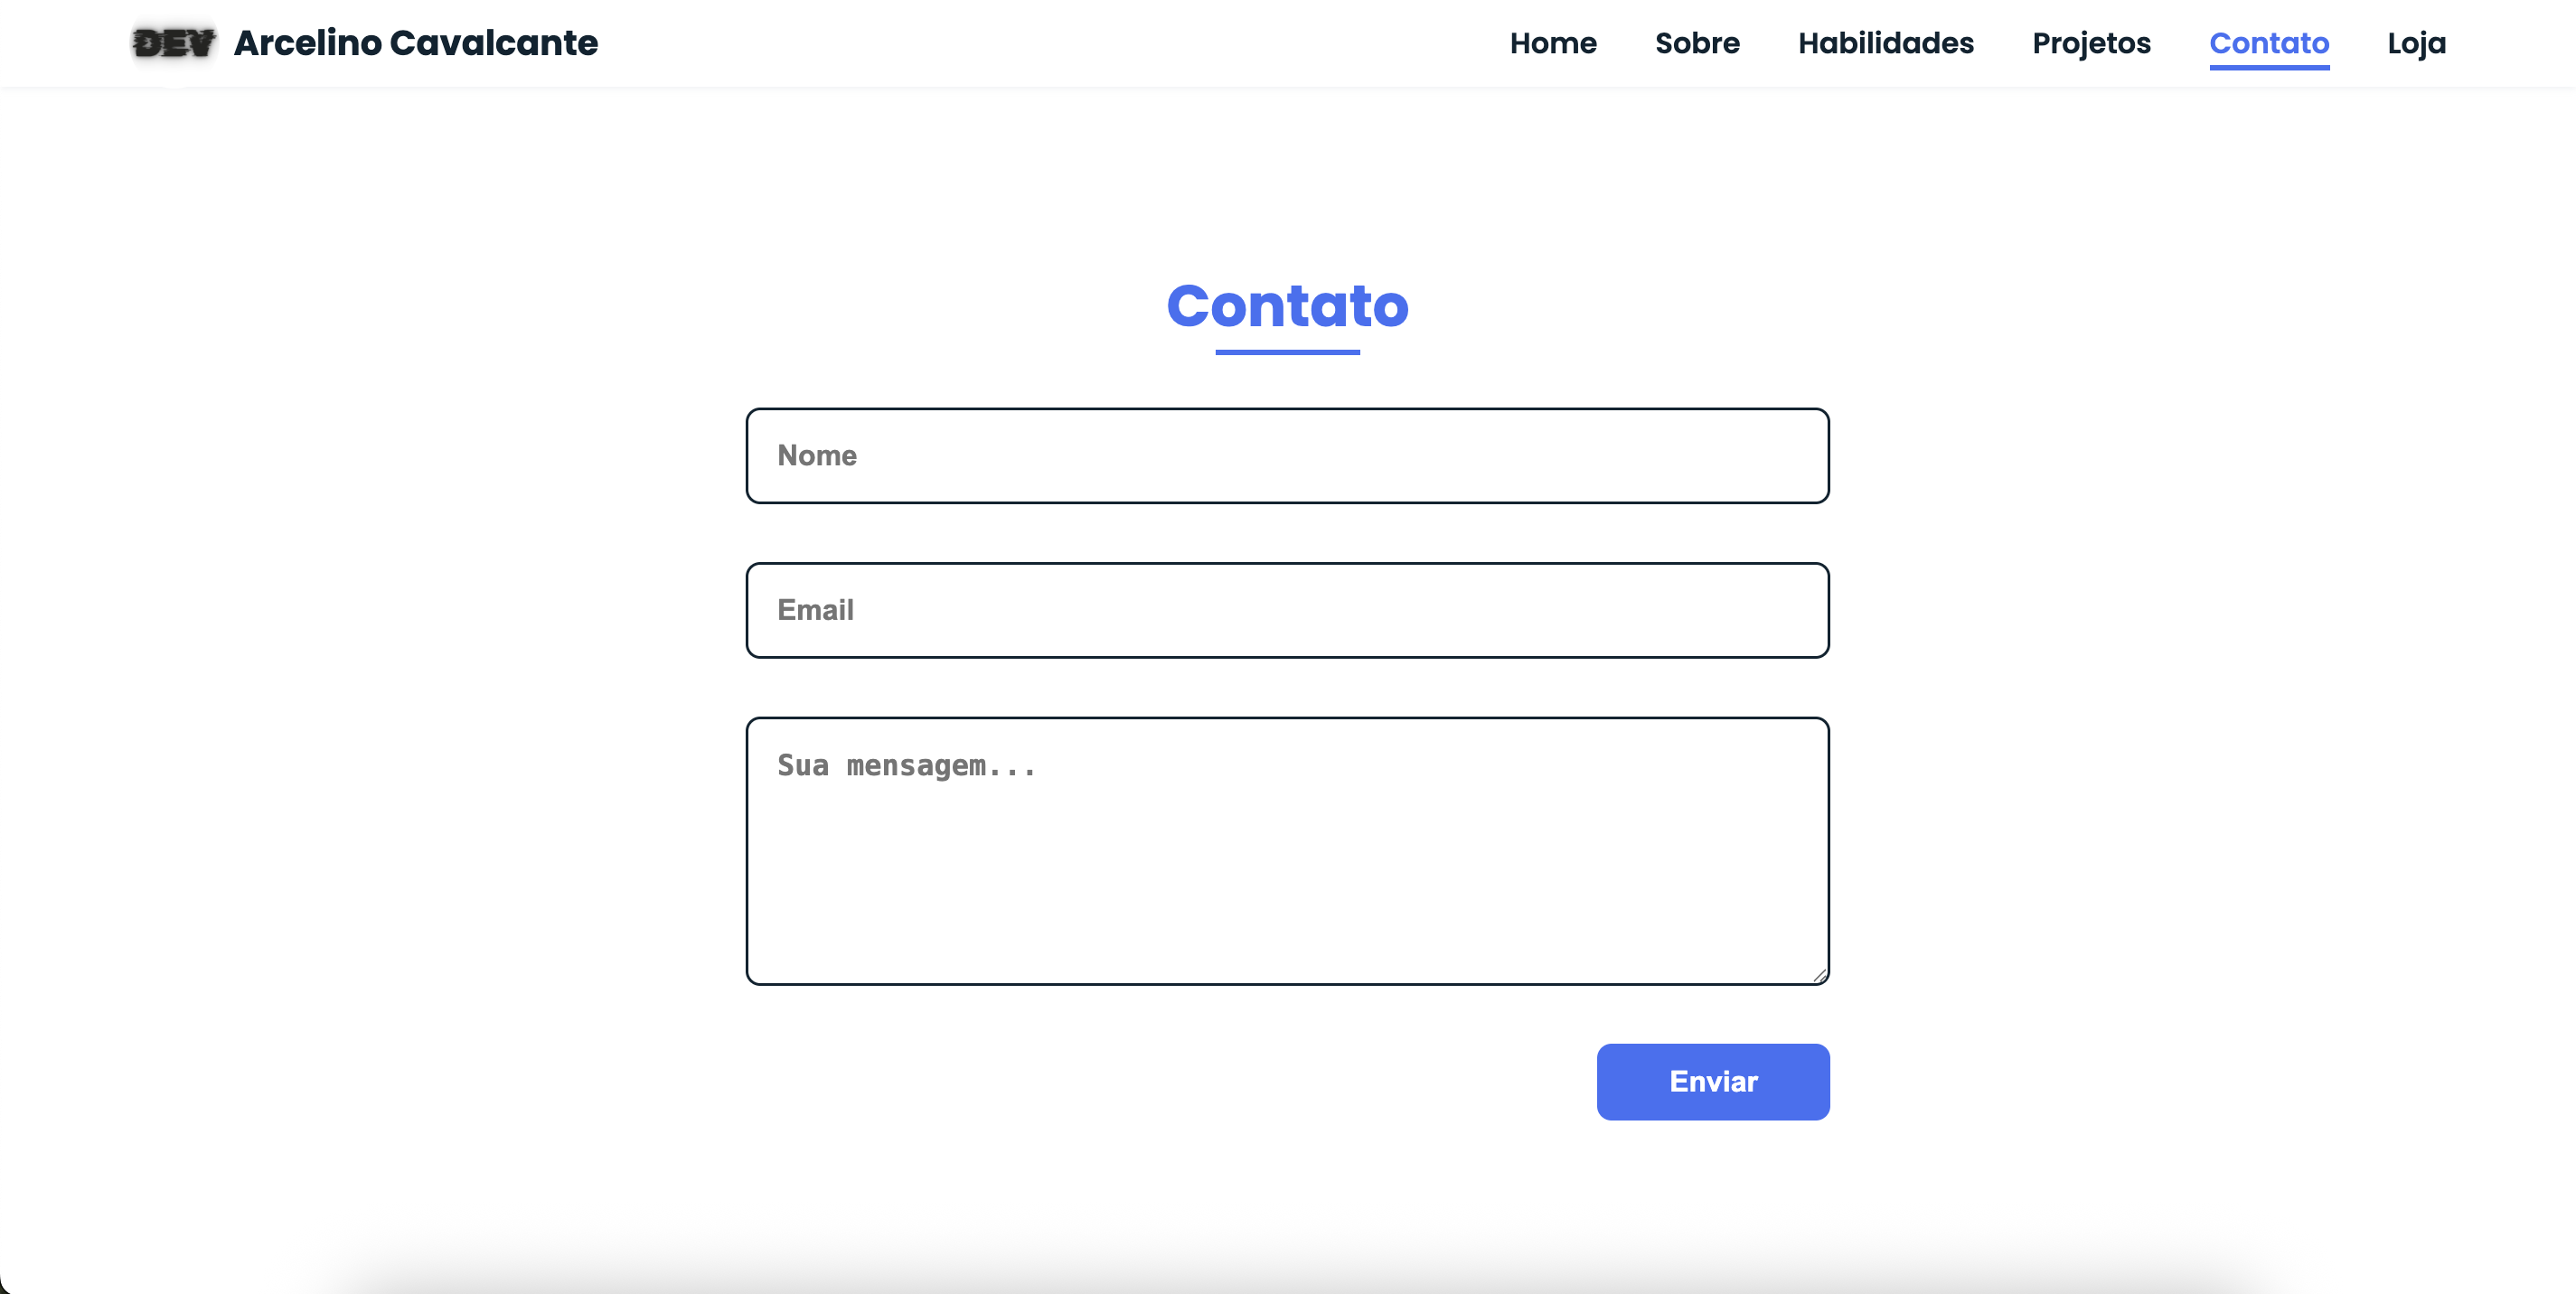 DEV Arcelino Cavalcante Home Sobre Habilidades Projetos Contato Loja
Contato
Nome
Email
Sua mensagem...
Enviar